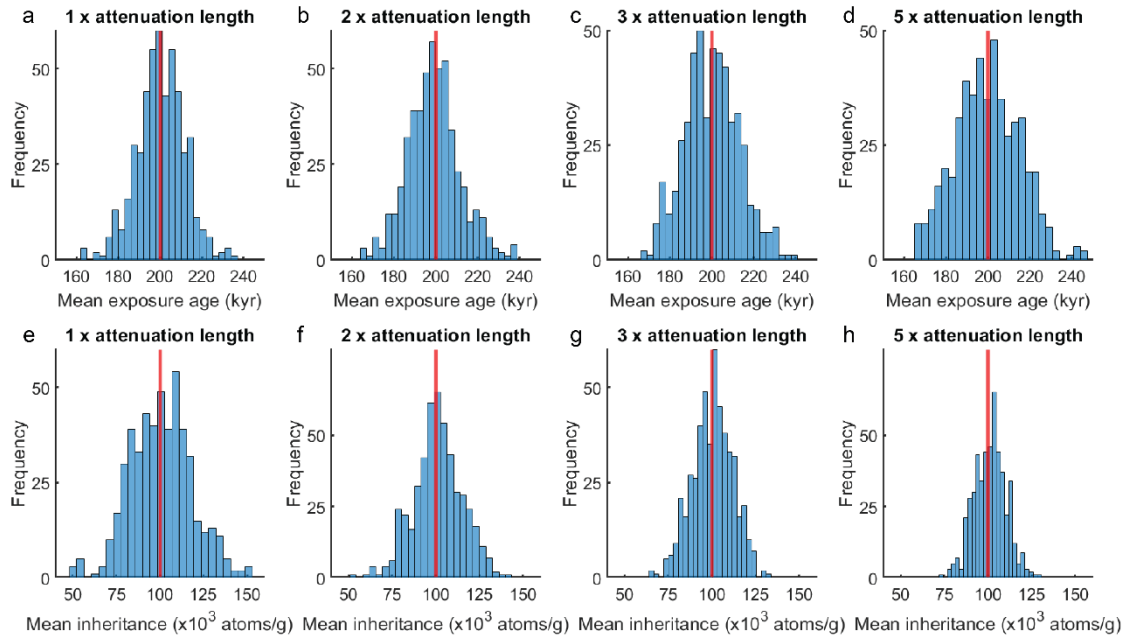 a 1 x attenuation length
50
25
0
Frequency
160 180 200 220 240
Mean exposure age (kyr)
b 2 x attenuation length
50
25
0
Frequency
160 180 200 220 240
Mean exposure age (kyr)
c 3 x attenuation length
50
25
0
Frequency
160 180 200 220 240
Mean exposure age (kyr)
d 5 x attenuation length
50
25
0
Frequency
160 180 200 220 240
Mean exposure age (kyr)
e 1 x attenuation length
50
25
0
Frequency
50 75 100 125 150
Mean inheritance (x10³ atoms/g)
f 2 x attenuation length
50
25
0
Frequency
50 75 100 125 150
Mean inheritance (x10³ atoms/g)
g 3 x attenuation length
50
25
0
Frequency
50 75 100 125 150
Mean inheritance (x10³ atoms/g)
h 5 x attenuation length
50
25
0
Frequency
50 75 100 125 150
Mean inheritance (x10³ atoms/g)